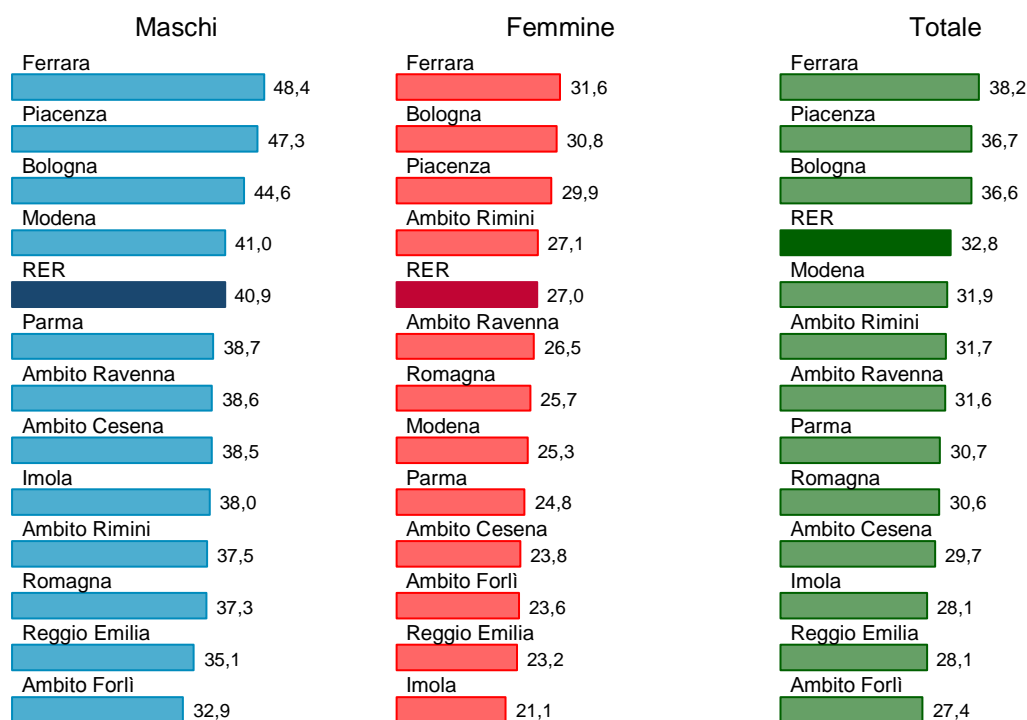 Maschi
Ferrara
48,4
Piacenza
47,3
Bologna
44,6
Modena
41,0
RER
40,9
Parma
38,7
Ambito Ravenna
38,6
Ambito Cesena
38,5
Imola
38,0
Ambito Rimini
37,5
Romagna
37,3
Reggio Emilia
35,1
Ambito Forlì
32,9
Femmine
Ferrara
31,6
Bologna
30,8
Piacenza
29,9
Ambito Rimini
27,1
RER
27,0
Ambito Ravenna
26,5
Romagna
25,7
Modena
25,3
Parma
24,8
Ambito Cesena
23,8
Ambito Forlì
23,6
Reggio Emilia
23,2
Imola
21,1
Totale
Ferrara
38,2
Piacenza
36,7
Bologna
36,6
RER
32,8
Modena
31,9
Ambito Rimini
31,7
Ambito Ravenna
31,6
Parma
30,7
Romagna
30,6
Ambito Cesena
29,7
Imola
28,1
Reggio Emilia
28,1
Ambito Forlì
27,4